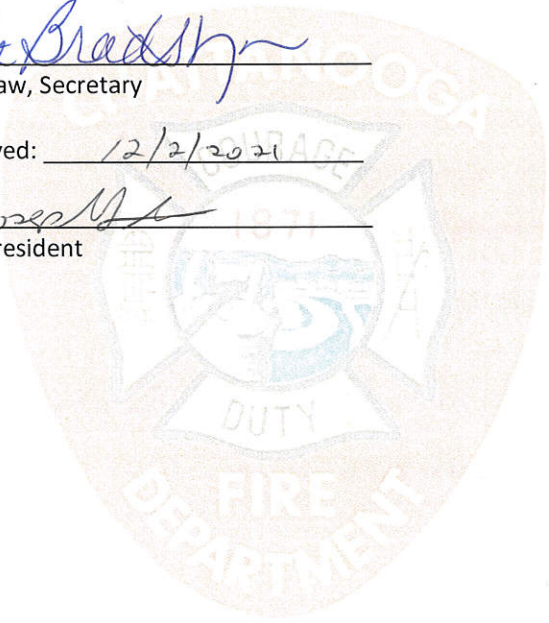 Bradshaw
aw, Secretary
ved: 12/2/2021
resident
CHATTANOOGA
COURAGE
1871
DUTY
FIRE
DEPARTMENT